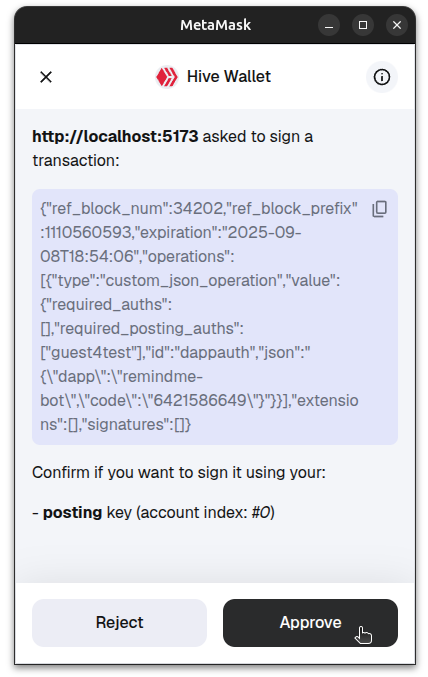 MetaMask
Hive Wallet
http://localhost:5173 asked to sign a
transaction:
{"ref_block_num":34202,"ref_block_prefix"
:1110560593,"expiration":"2025-09-
08T18:54:06","operations":
[{"type":"custom_json_operation","value":
{"required_auths":
[],"required_posting_auths":
["guest4test"],"id":"dappauth","json":"
{\"dapp\":\"remindme-
bot\",\"code\":\"6421586649\"}"}}],"extensio
ns":[],"signatures":[]}
Confirm if you want to sign it using your:
- posting key (account index: #0)
Reject
Approve